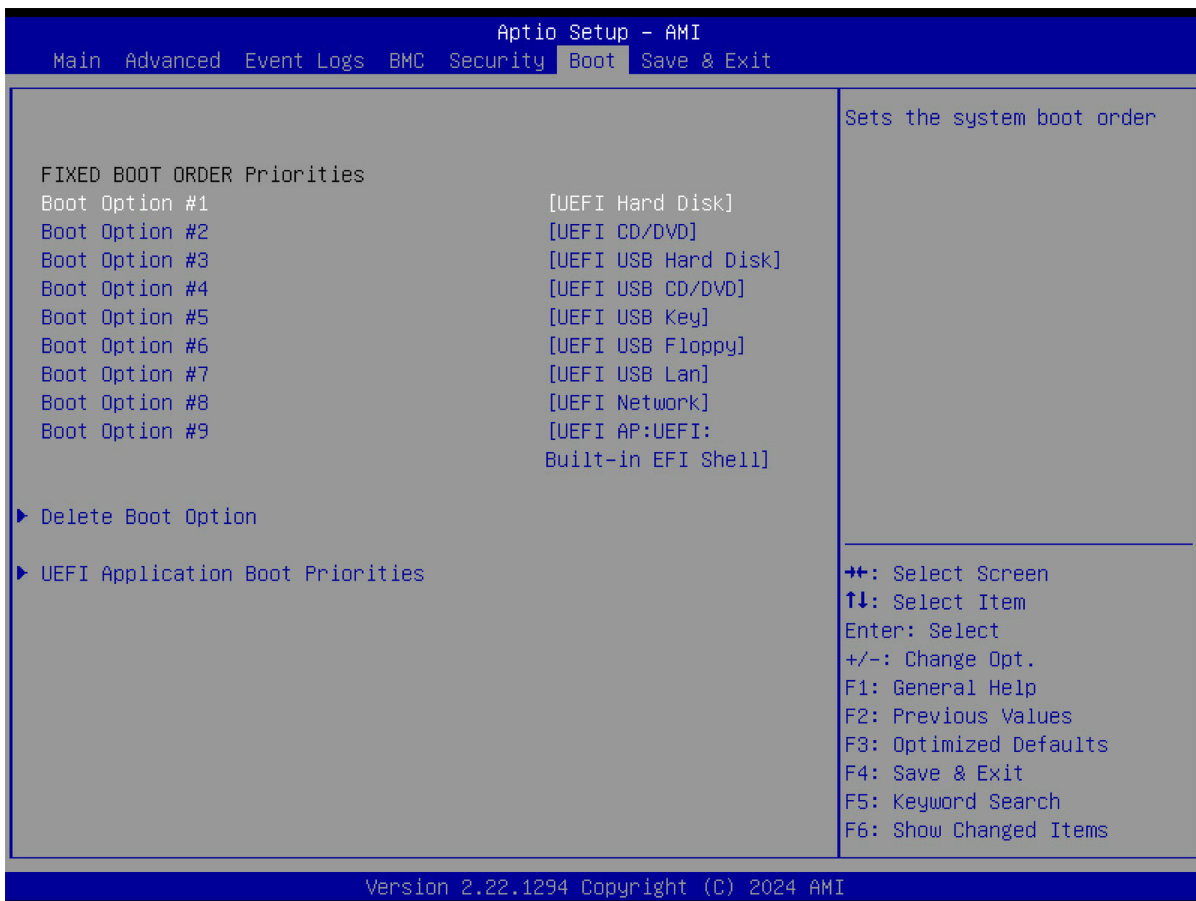 Aptio Setup – AMI
Main Advanced Event Logs BMC Security Boot Save & Exit
FIXED BOOT ORDER Priorities
Boot Option #1 [UEFI Hard Disk]
Boot Option #2 [UEFI CD/DVD]
Boot Option #3 [UEFI USB Hard Disk]
Boot Option #4 [UEFI USB CD/DVD]
Boot Option #5 [UEFI USB Key]
Boot Option #6 [UEFI USB Floppy]
Boot Option #7 [UEFI USB Lan]
Boot Option #8 [UEFI Network]
Boot Option #9 [UEFI AP:UEFI:
Built-in EFI Shell]
Delete Boot Option
UEFI Application Boot Priorities
Sets the system boot order
→←: Select Screen
↑↓: Select Item
Enter: Select
+/-: Change Opt.
F1: General Help
F2: Previous Values
F3: Optimized Defaults
F4: Save & Exit
F5: Keyword Search
F6: Show Changed Items
Version 2.22.1294 Copyright (C) 2024 AMI